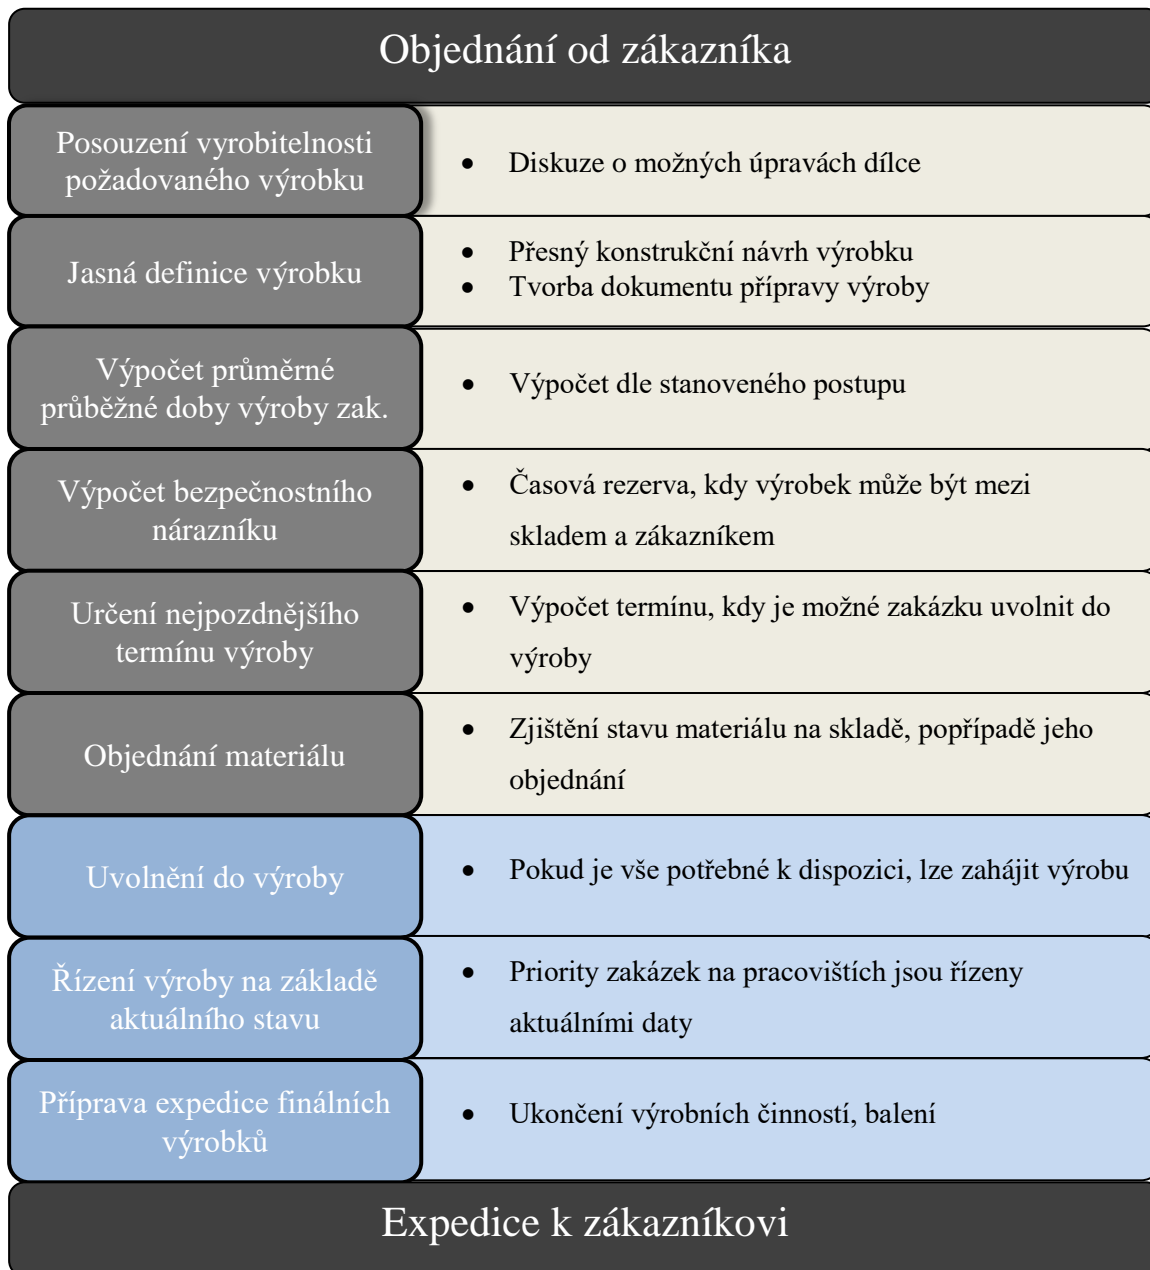 Objednání od zákazníka
Posouzení vyrobitelnosti
požadovaného výrobku
• Diskuze o možných úpravách dílce
Jasná definice výrobku
• Přesný konstrukční návrh výrobku
• Tvorba dokumentu přípravy výroby
Výpočet průměrné
průběžné doby výroby zak.
• Výpočet dle stanoveného postupu
Výpočet bezpečnostního
nárazníku
• Časová rezerva, kdy výrobek může být mezi
skladem a zákazníkem
Určení nejpozdnějšího
termínu výroby
• Výpočet termínu, kdy je možné zakázku uvolnit do
výroby
Objednání materiálu
• Zjištění stavu materiálu na skladě, popřípadě jeho
objednání
Uvolnění do výroby
• Pokud je vše potřebné k dispozici, lze zahájit výrobu
Řízení výroby na základě
aktuálního stavu
• Priority zakázek na pracovištích jsou řízeny
aktuálními daty
Příprava expedice finálních
výrobků
• Ukončení výrobních činností, balení
Expedice k zákazníkovi